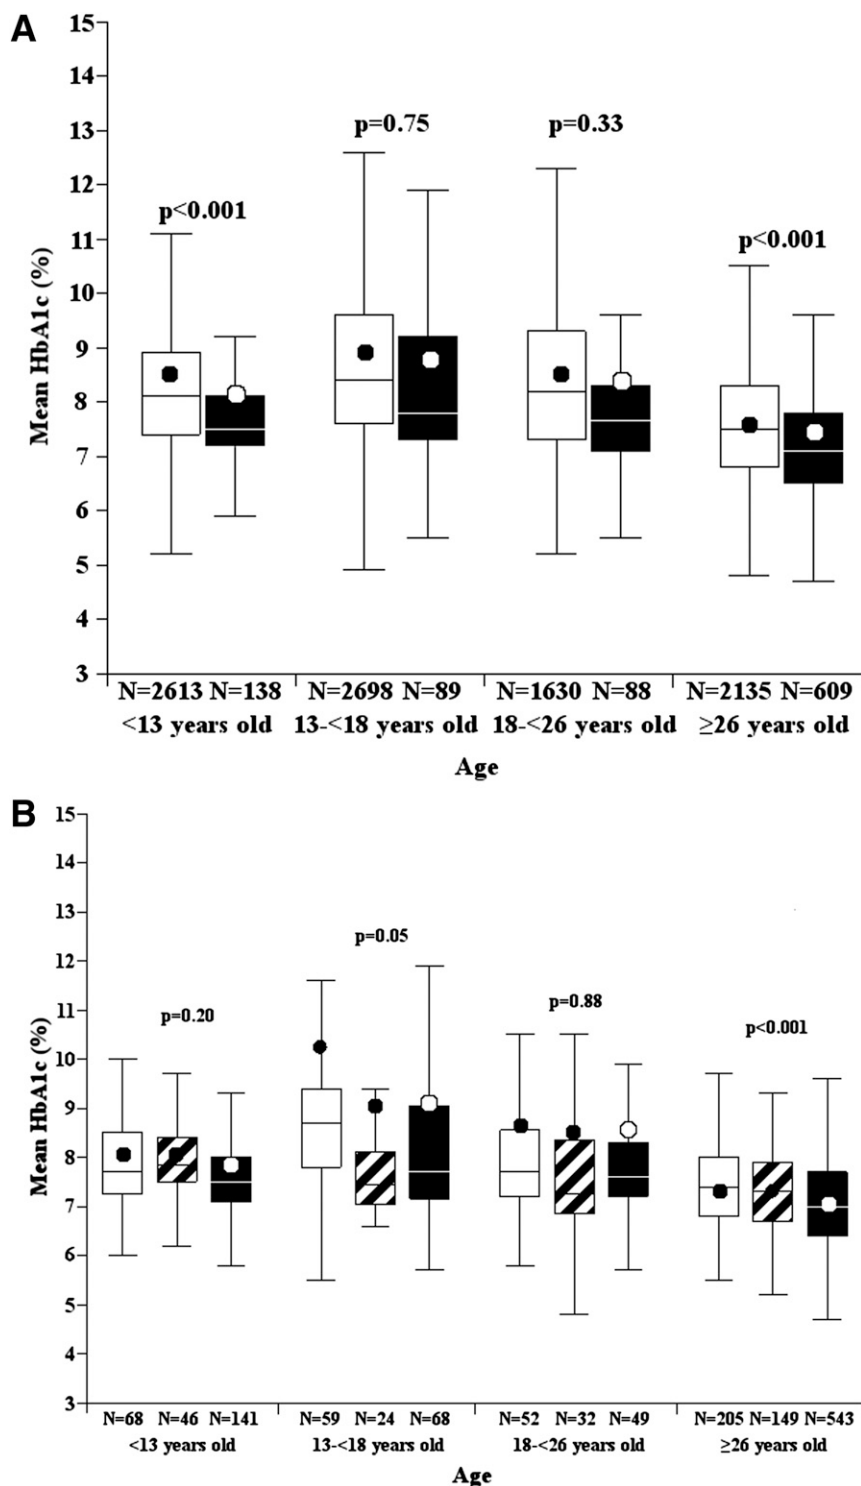 A
15
14
13
12
11
10
9
8
7
6
5
4
3
Mean HbA1c (%)
p<0.001
p=0.75
p=0.33
p<0.001
N=2613 N=138 N=2698 N=89 N=1630 N=88 N=2135 N=609
<13 years old 13-<18 years old 18-<26 years old ≥26 years old
Age
B
15
14
13
12
11
10
9
8
7
6
5
4
3
Mean HbA1c (%)
p=0.20
p=0.05
p=0.88
p<0.001
N=68 N=46 N=141 N=59 N=24 N=68 N=52 N=32 N=49 N=205 N=149 N=543
<13 years old 13-<18 years old 18-<26 years old ≥26 years old
Age